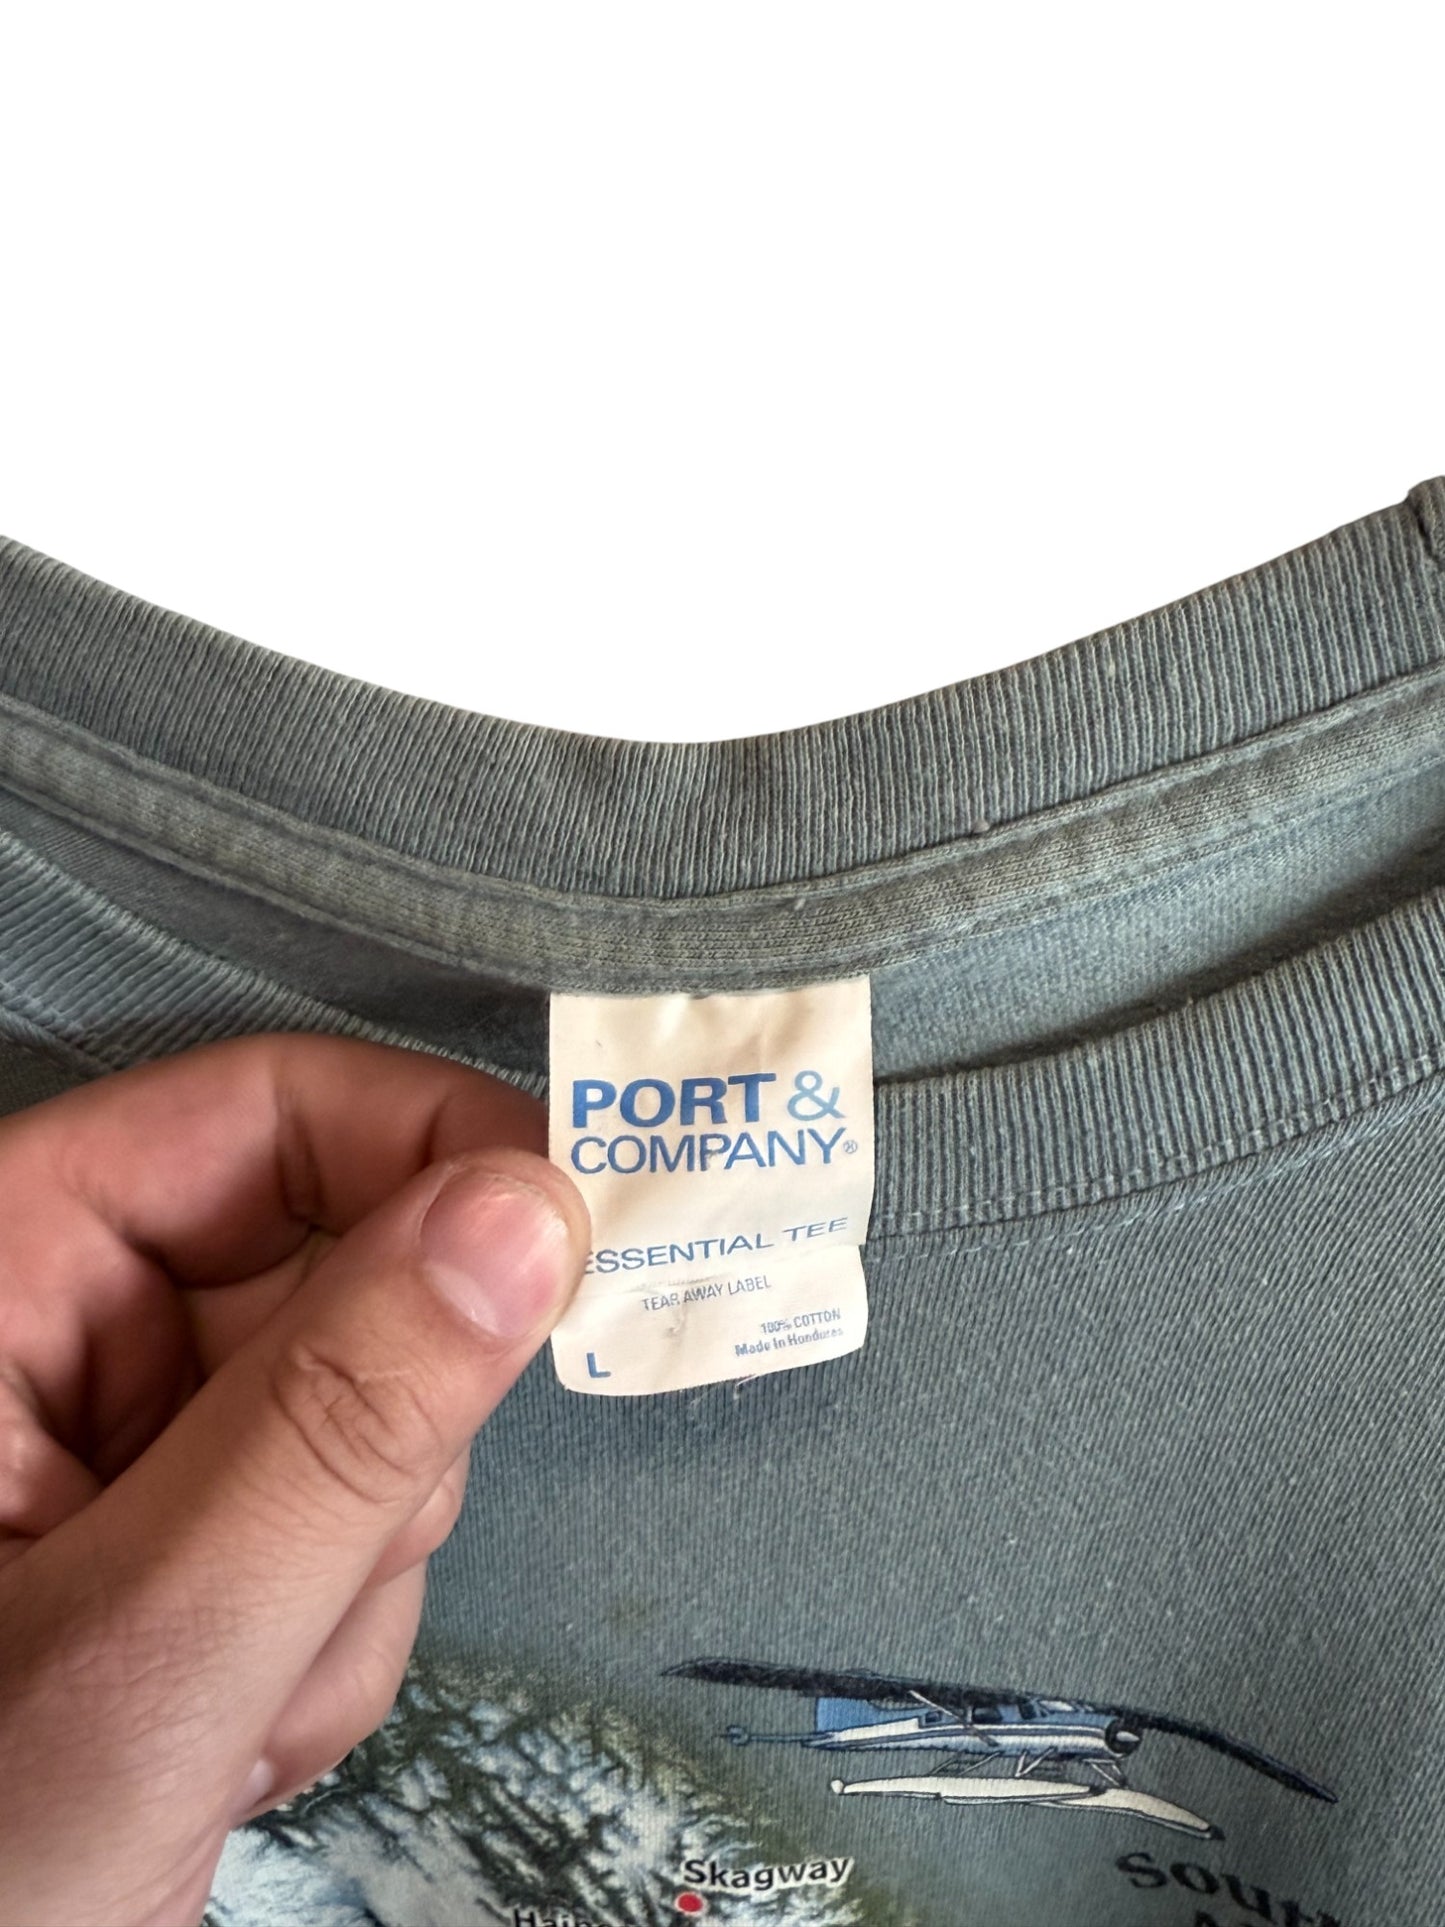 PORT &
COMPANY®
ESSENTIAL TEE
TEAR AWAY LABEL
100% COTTON
Made In Honduras
L
Skagway